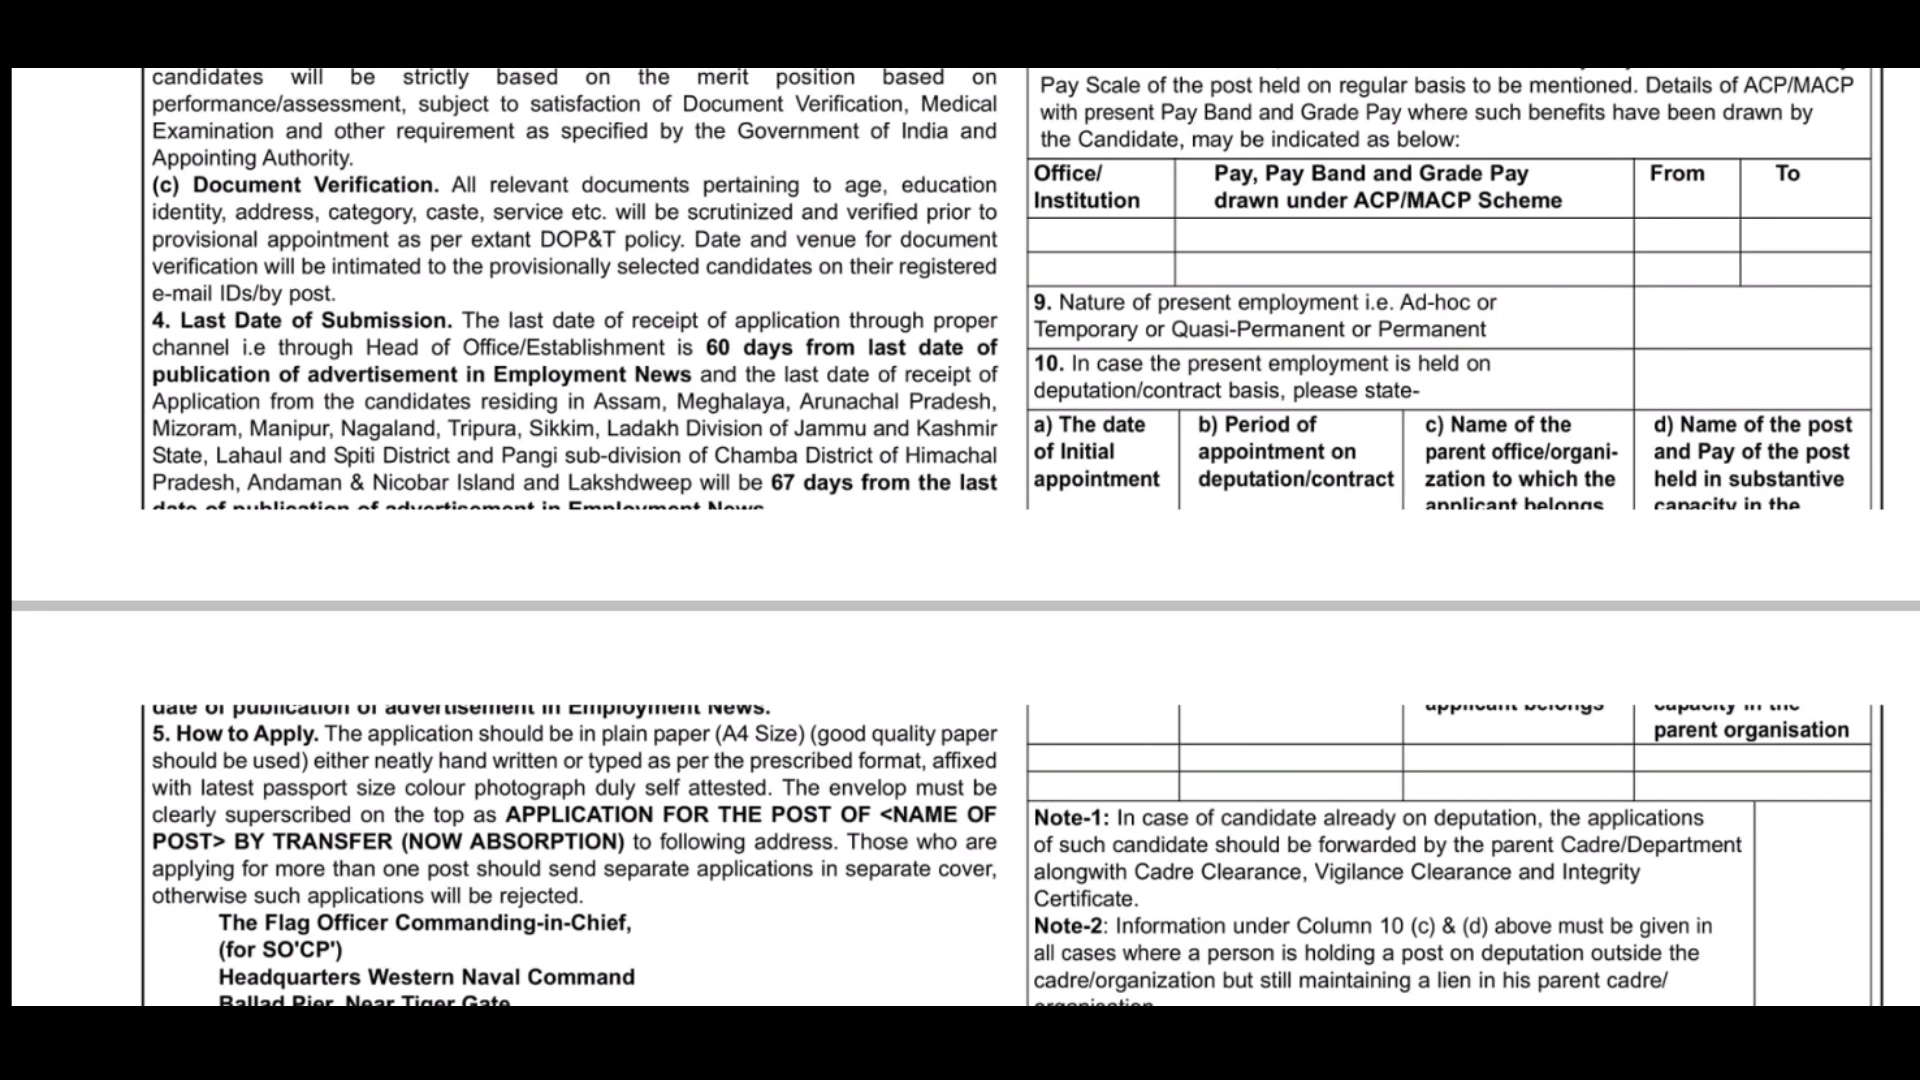 candidates will be strictly based on the merit position based on
performance/assessment, subject to satisfaction of Document Verification, Medical
Examination and other requirement as specified by the Government of India and
Appointing Authority.
(c) Document Verification. All relevant documents pertaining to age, education
identity, address, category, caste, service etc. will be scrutinized and verified prior to
provisional appointment as per extant DOP&T policy. Date and venue for document
verification will be intimated to the provisionally selected candidates on their registered
e-mail IDs/by post.
4. Last Date of Submission. The last date of receipt of application through proper
channel i.e through Head of Office/Establishment is 60 days from last date of
publication of advertisement in Employment News and the last date of receipt of
Application from the candidates residing in Assam, Meghalaya, Arunachal Pradesh,
Mizoram, Manipur, Nagaland, Tripura, Sikkim, Ladakh Division of Jammu and Kashmir
State, Lahaul and Spiti District and Pangi sub-division of Chamba District of Himachal
Pradesh, Andaman & Nicobar Island and Lakshdweep will be 67 days from the last
date of publication of advertisement in Employment News.
Pay Scale of the post held on regular basis to be mentioned. Details of ACP/MACP
with present Pay Band and Grade Pay where such benefits have been drawn by
the Candidate, may be indicated as below:
Office/ Institution
Pay, Pay Band and Grade Pay drawn under ACP/MACP Scheme
From
To
9. Nature of present employment i.e. Ad-hoc or
Temporary or Quasi-Permanent or Permanent
10. In case the present employment is held on
deputation/contract basis, please state-
a) The date
of Initial
appointment
b) Period of
appointment on
deputation/contract
c) Name of the
parent office/organi-
zation to which the
applicant belongs
d) Name of the post
and Pay of the post
held in substantive
capacity in the
date of publication of advertisement in Employment News.
5. How to Apply. The application should be in plain paper (A4 Size) (good quality paper
should be used) either neatly hand written or typed as per the prescribed format, affixed
with latest passport size colour photograph duly self attested. The envelop must be
clearly superscribed on the top as APPLICATION FOR THE POST OF <NAME OF
POST> BY TRANSFER (NOW ABSORPTION) to following address. Those who are
applying for more than one post should send separate applications in separate cover,
otherwise such applications will be rejected.
The Flag Officer Commanding-in-Chief,
(for SO'CP')
Headquarters Western Naval Command
Ballad Pier, Near Tiger Gate
applicant belongs
capacity in the
parent organisation
Note-1: In case of candidate already on deputation, the applications
of such candidate should be forwarded by the parent Cadre/Department
alongwith Cadre Clearance, Vigilance Clearance and Integrity
Certificate.
Note-2: Information under Column 10 (c) & (d) above must be given in
all cases where a person is holding a post on deputation outside the
cadre/organization but still maintaining a lien in his parent cadre/
organisation